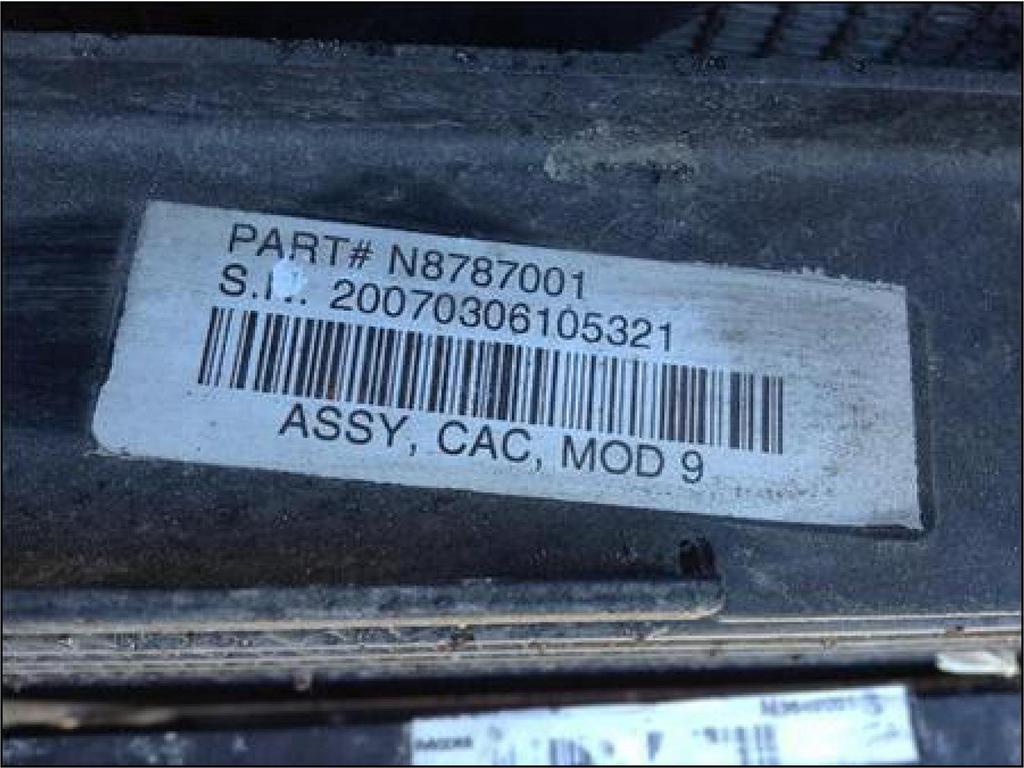 PART# N8787001
S.N. 20070306105321
ASSY, CAC, MOD 9